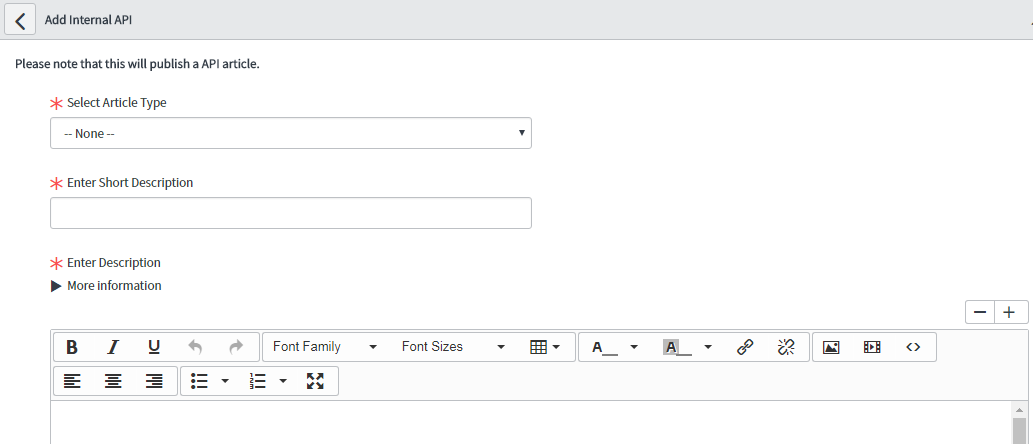 Add Internal API
Please note that this will publish a API article.
* Select Article Type
-- None --
* Enter Short Description
* Enter Description
More information
B I U Font Family Font Sizes A A <>